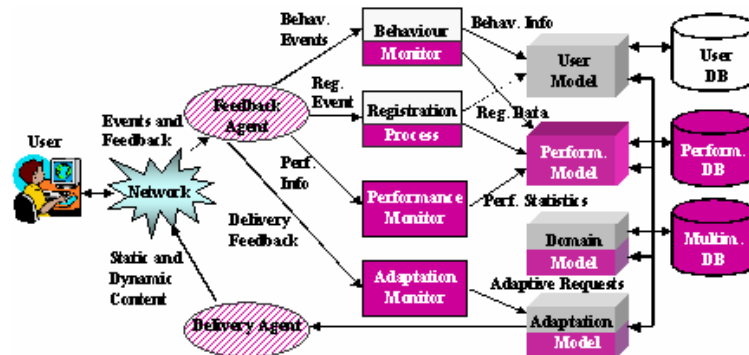 Behav.
Events
Behaviour
Monitor
Behav. Info
User
Model
User
DB
Reg.
Event
Registration
Process
Reg. Data
Feedback
Agent
Events and
Feedback
User
Network
Perf.
Info
Performance
Monitor
Perf. Statistics
Perform.
Model
Perform.
DB
Delivery
Feedback
Domain
Model
Multim.
DB
Static and
Dynamic
Content
Adaptation
Monitor
Adaptive Requests
Adaptation
Model
Delivery Agent